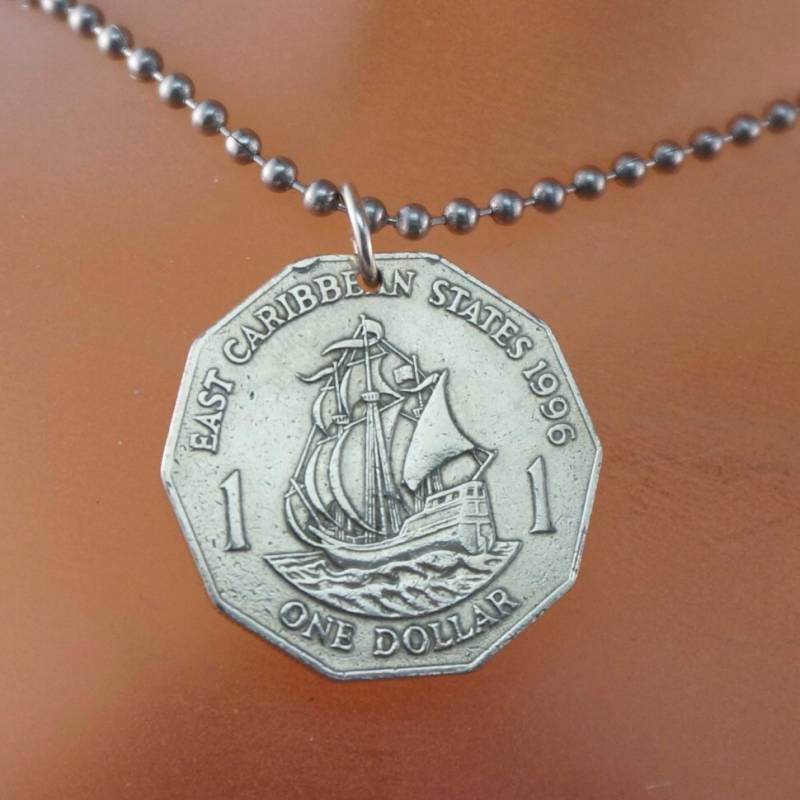 EAST CARIBBEAN STATES 1996
1 1
ONE DOLLAR